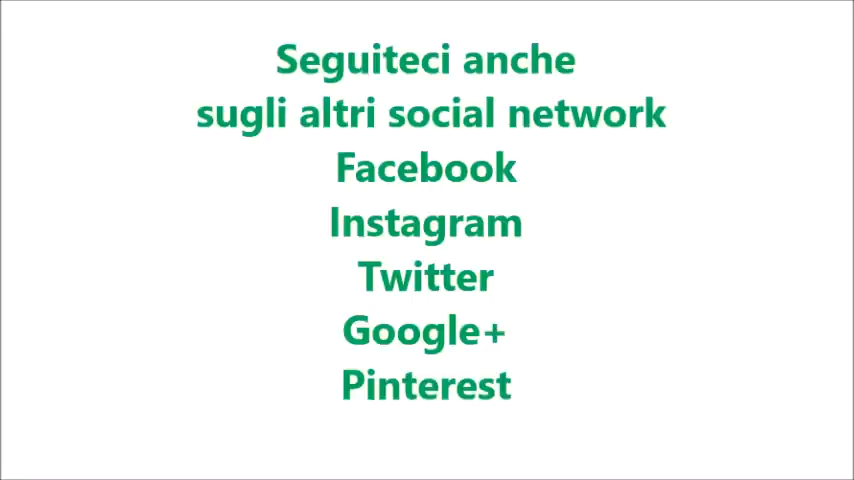 Seguiteci anche
sugli altri social network
Facebook
Instagram
Twitter
Google+
Pinterest